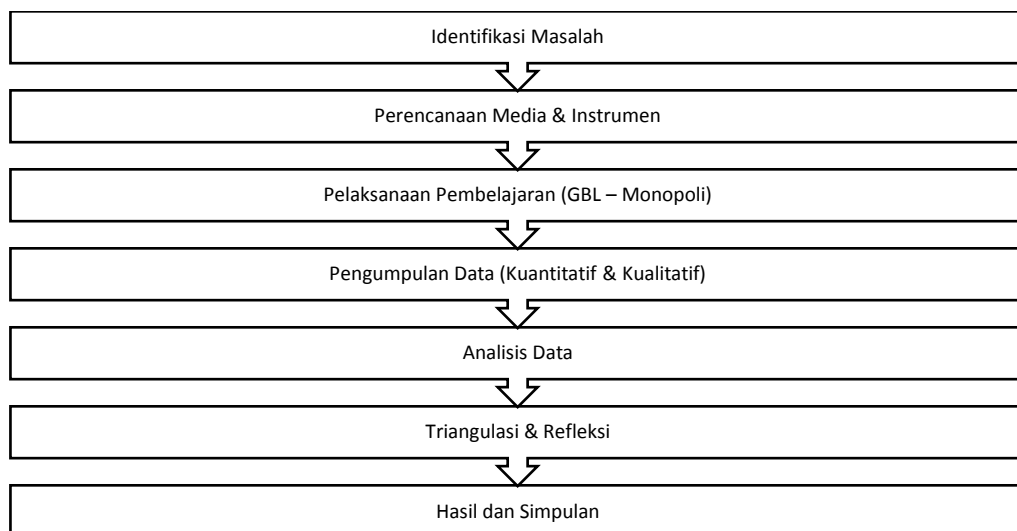 Identifikasi Masalah
Perencanaan Media & Instrumen
Pelaksanaan Pembelajaran (GBL – Monopoli)
Pengumpulan Data (Kuantitatif & Kualitatif)
Analisis Data
Triangulasi & Refleksi
Hasil dan Simpulan